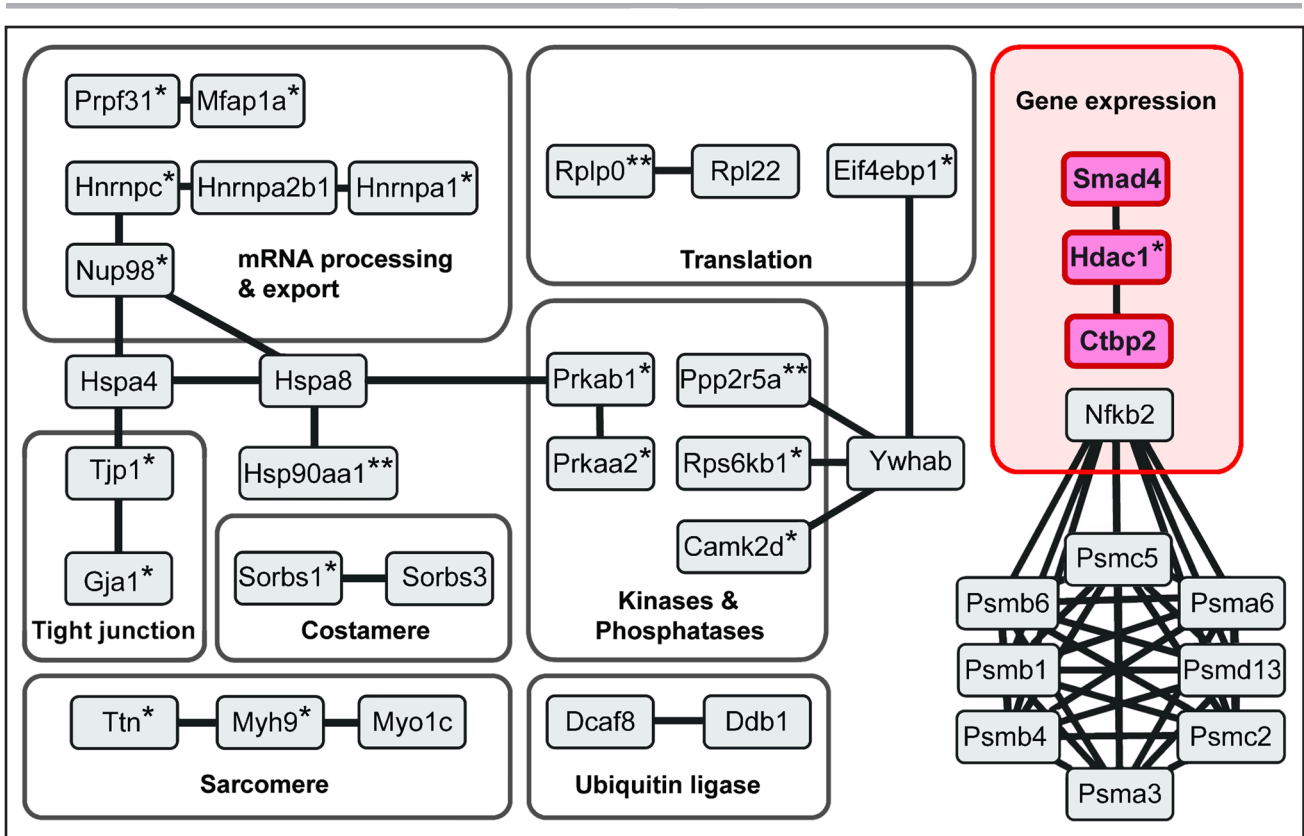 Prpf31* Mfap1a*
Hnrnpc* Hnrnpa2b1 Hnrnpa1*
Nup98*
mRNA processing
& export
Hspa4 Hspa8
Hsp90aa1**
Tjp1*
Gja1*
Tight junction
Sorbs1* Sorbs3
Costamere
Ttn* Myh9* Myo1c
Sarcomere
Rplp0** Rpl22 Eif4ebp1*
Translation
Prkab1* Ppp2r5a**
Prkaa2* Rps6kb1* Ywhab
Camk2d*
Kinases &
Phosphatases
Dcaf8 Ddb1
Ubiquitin ligase
Gene expression
Smad4
Hdac1*
Ctbp2
Nfkb2
Psmc5
Psmb6 Psma6
Psmb1 Psmd13
Psmb4 Psmc2
Psma3